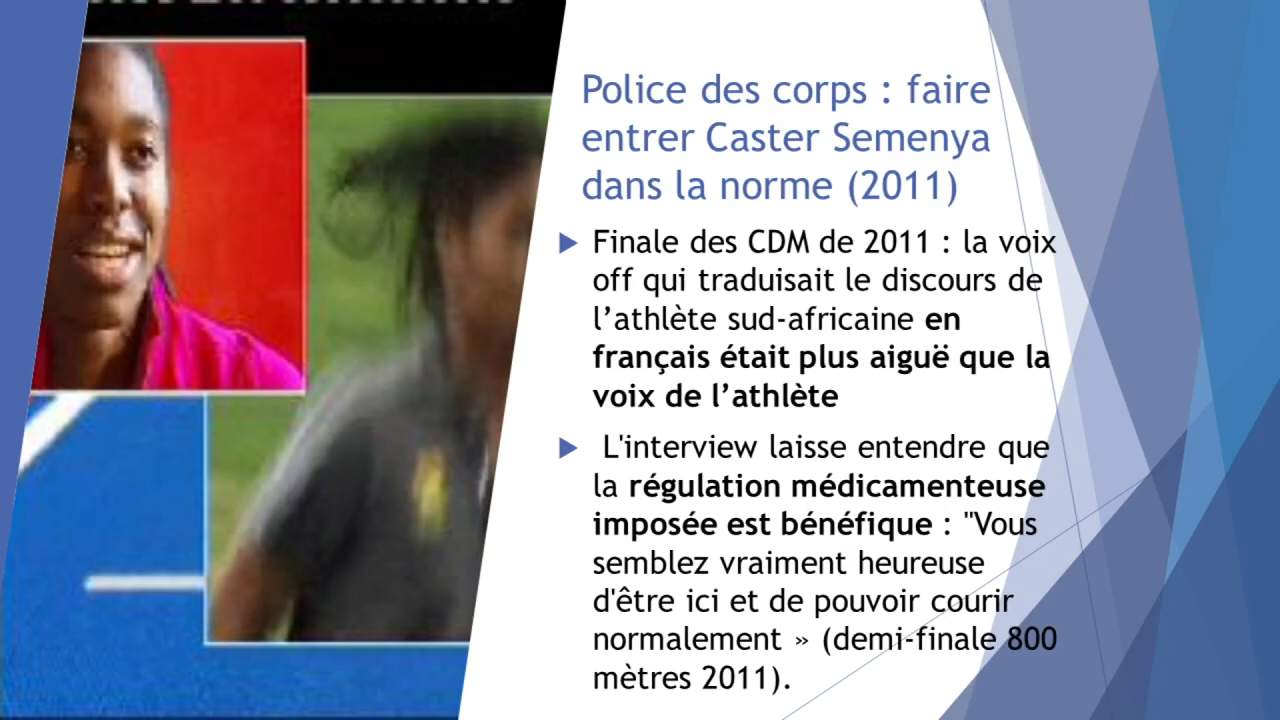 Police des corps : faire
entrer Caster Semenya
dans la norme (2011)
Finale des CDM de 2011 : la voix
off qui traduisait le discours de
l’athlète sud-africaine en
français était plus aiguë que la
voix de l’athlète
L'interview laisse entendre que
la régulation médicamenteuse
imposée est bénéfique : "Vous
semblez vraiment heureuse
d'être ici et de pouvoir courir
normalement » (demi-finale 800
mètres 2011).